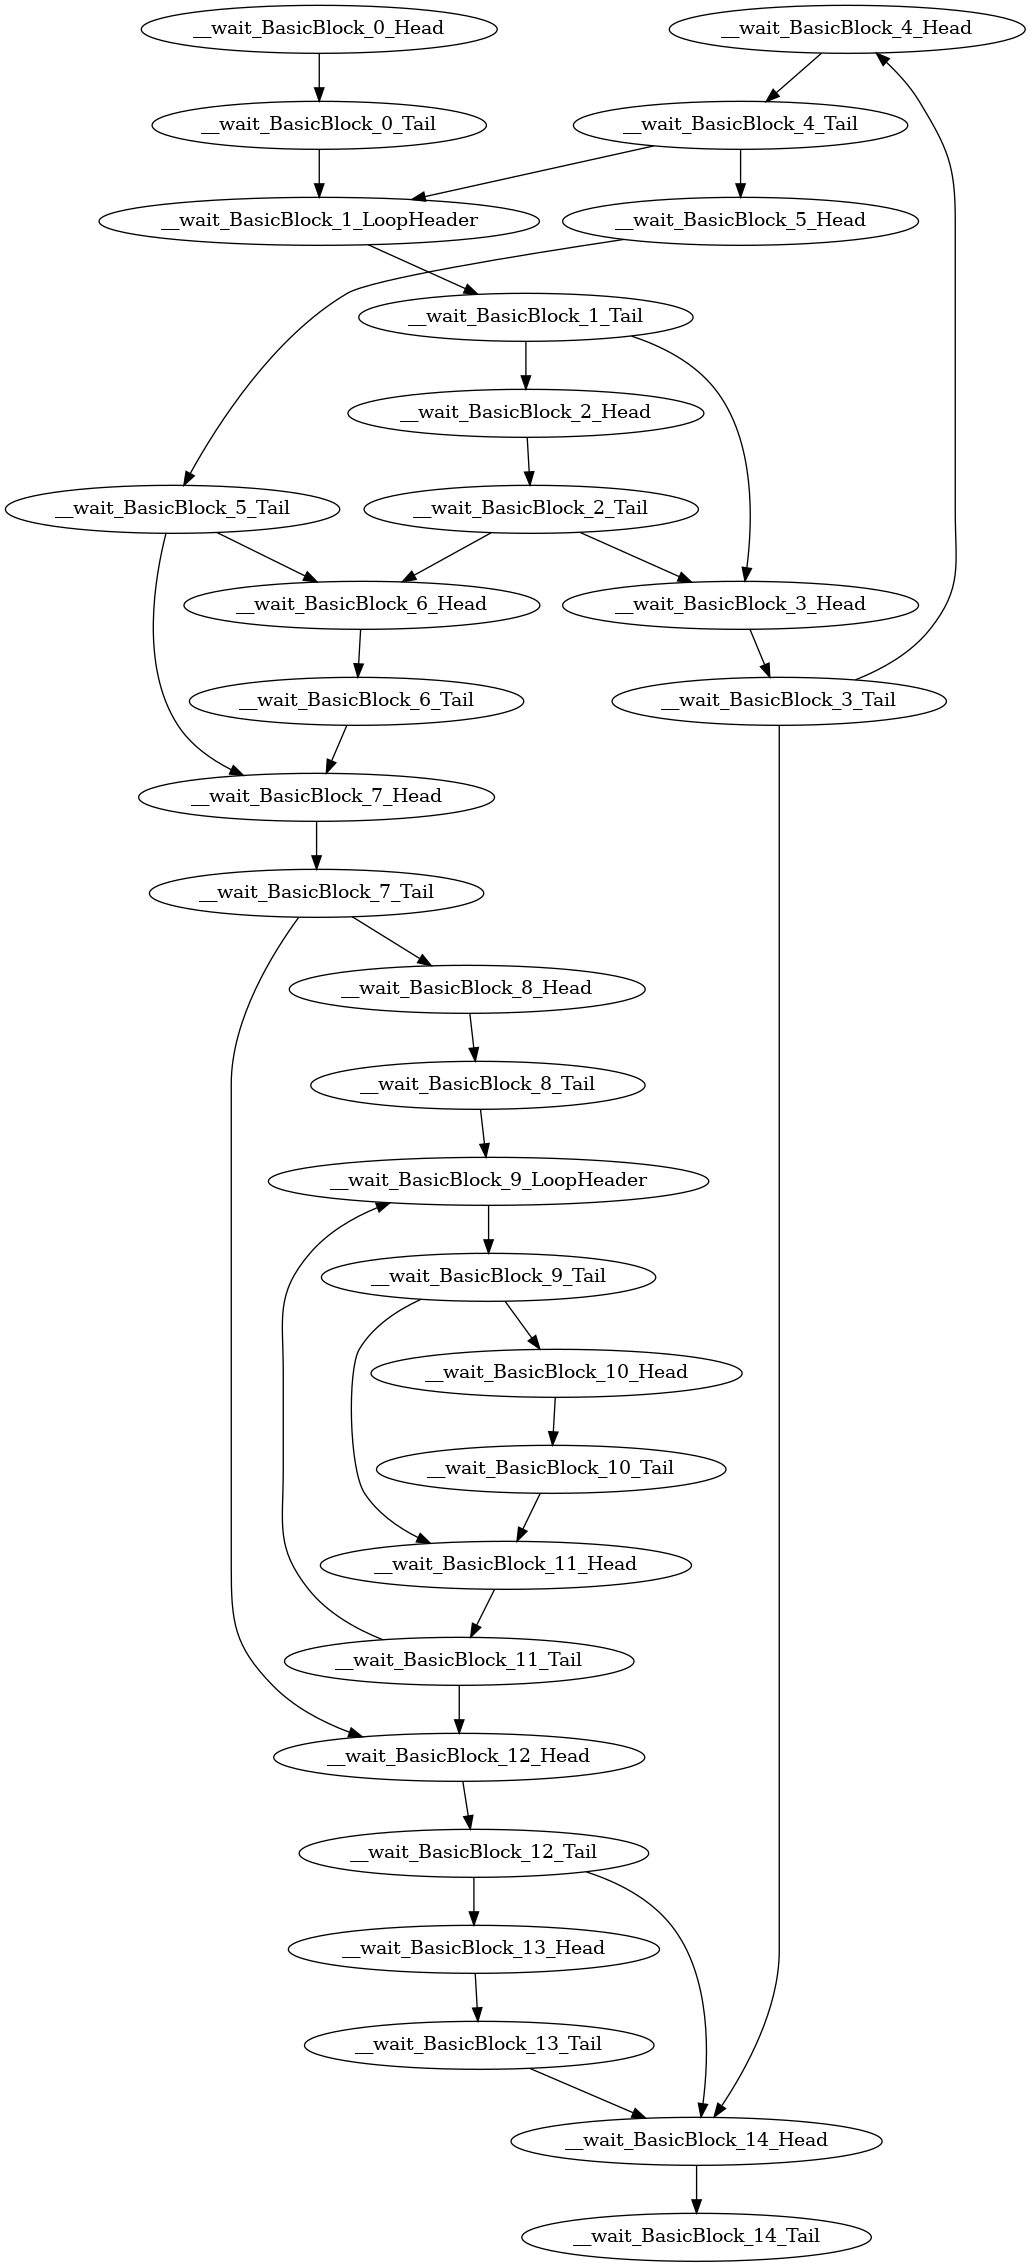 __wait_BasicBlock_0_Head
__wait_BasicBlock_4_Head
__wait_BasicBlock_0_Tail
__wait_BasicBlock_4_Tail
__wait_BasicBlock_1_LoopHeader
__wait_BasicBlock_5_Head
__wait_BasicBlock_1_Tail
__wait_BasicBlock_2_Head
__wait_BasicBlock_5_Tail
__wait_BasicBlock_2_Tail
__wait_BasicBlock_6_Head
__wait_BasicBlock_3_Head
__wait_BasicBlock_6_Tail
__wait_BasicBlock_3_Tail
__wait_BasicBlock_7_Head
__wait_BasicBlock_7_Tail
__wait_BasicBlock_8_Head
__wait_BasicBlock_8_Tail
__wait_BasicBlock_9_LoopHeader
__wait_BasicBlock_9_Tail
__wait_BasicBlock_10_Head
__wait_BasicBlock_10_Tail
__wait_BasicBlock_11_Head
__wait_BasicBlock_11_Tail
__wait_BasicBlock_12_Head
__wait_BasicBlock_12_Tail
__wait_BasicBlock_13_Head
__wait_BasicBlock_13_Tail
__wait_BasicBlock_14_Head
__wait_BasicBlock_14_Tail